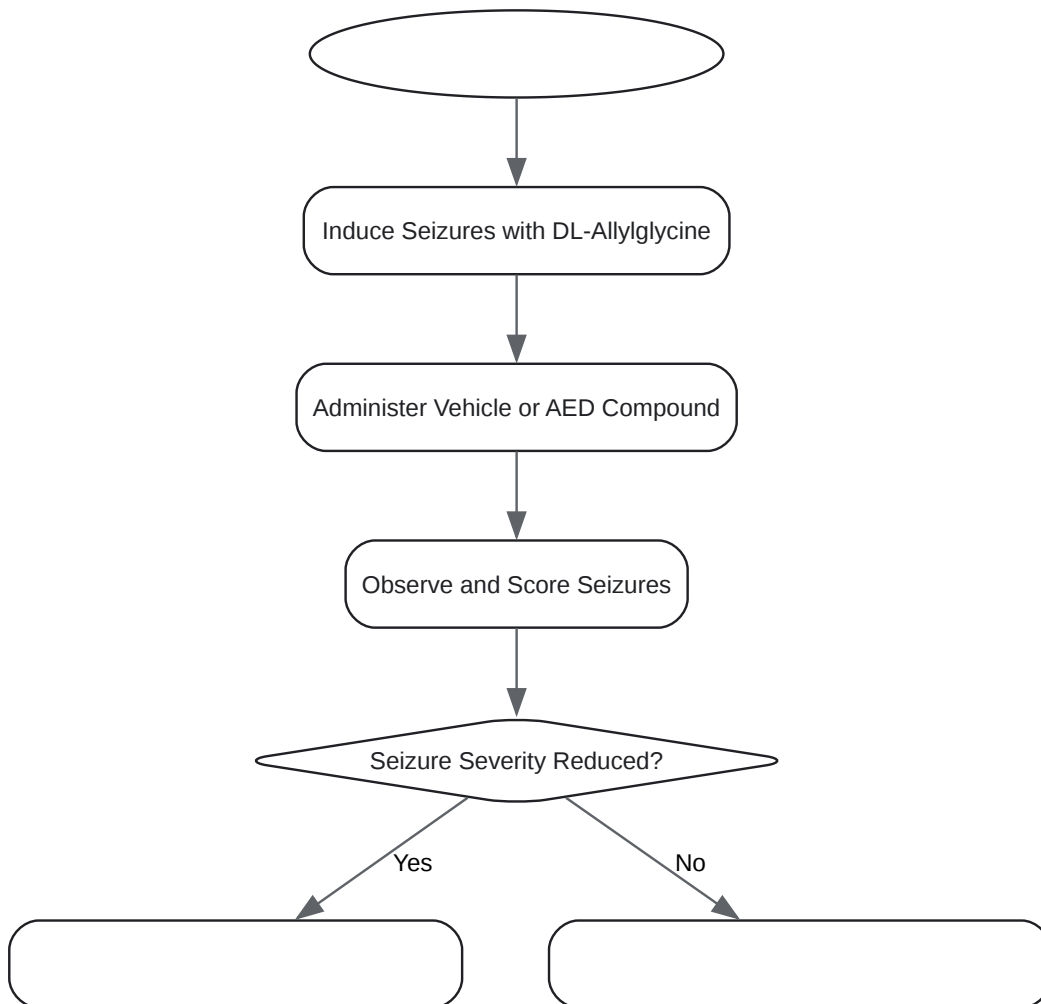 Induce Seizures with DL-Allylglycine
Administer Vehicle or AED Compound
Observe and Score Seizures
Seizure Severity Reduced?
Yes
No